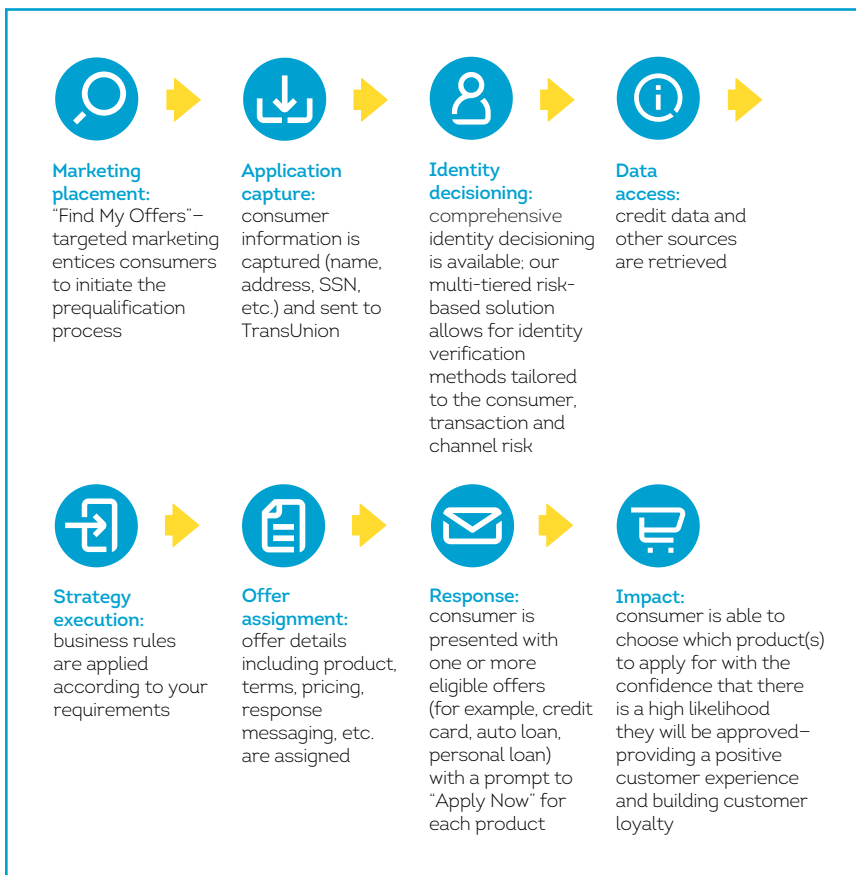 Marketing
placement:
“Find My Offers”–
targeted marketing
entices consumers
to initiate the
prequalification
process
Application
capture:
consumer
information is
captured (name,
address, SSN,
etc.) and sent to
TransUnion
Identity
decisioning:
comprehensive
identity decisioning
is available; our
multi-tiered risk-
based solution
allows for identity
verification
methods tailored
to the consumer,
transaction and
channel risk
Data
access:
credit data and
other sources
are retrieved
Strategy
execution:
business rules
are applied
according to your
requirements
Offer
assignment:
offer details
including product,
terms, pricing,
response
messaging, etc.
are assigned
Response:
consumer is
presented with
one or more
eligible offers
(for example, credit
card, auto loan,
personal loan)
with a prompt to
“Apply Now” for
each product
Impact:
consumer is able to
choose which product(s)
to apply for with the
confidence that there
is a high likelihood
they will be approved–
providing a positive
customer experience
and building customer
loyalty